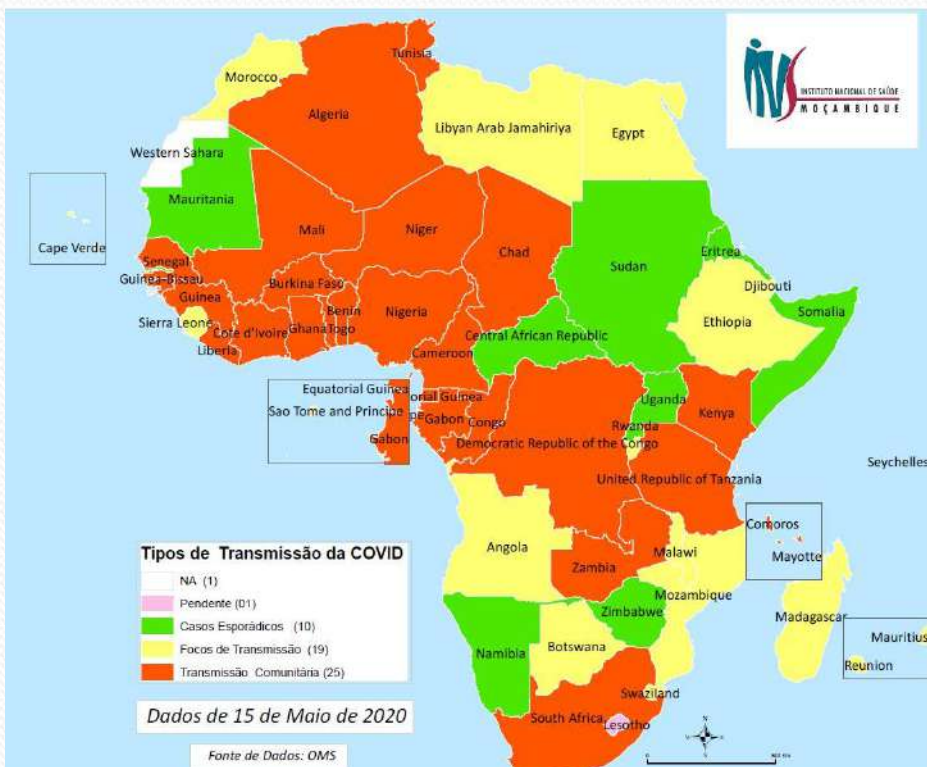 INSTITUTO NACIONAL DE SAÚDE
MOÇAMBIQUE
Tunisia
Morocco
Algeria
Libyan Arab Jamahiriya
Egypt
Western Sahara
Mauritania
Cape Verde
Mali
Niger
Chad
Sudan
Eritrea
Senegal
Guinea-Bissau
Guinea
Burkina Faso
Benin
Djibouti
Somalia
Sierra Leone
Cote d'Ivoire
Ghana
Togo
Nigeria
Ethiopia
Liberia
Central African Republic
Cameroon
Equatorial Guinea
orial Guinea
Sao Tome and Principe
pe
Gabon
Gabon
Congo
Uganda
Kenya
Rwanda
Democratic Republic of the Congo
United Republic of Tanzania
Seychelles
Comoros
Mayotte
Angola
Malawi
Zambia
Mozambique
Zimbabwe
Madagascar
Mauritius
Reunion
Namibia
Botswana
Swaziland
South Africa
Lesotho
Tipos de Transmissão da COVID
NA (1)
Pendente (01)
Casos Esporádicos (10)
Focos de Transmissão (19)
Transmissão Comunitária (25)
Dados de 15 de Maio de 2020
Fonte de Dados: OMS
N
0